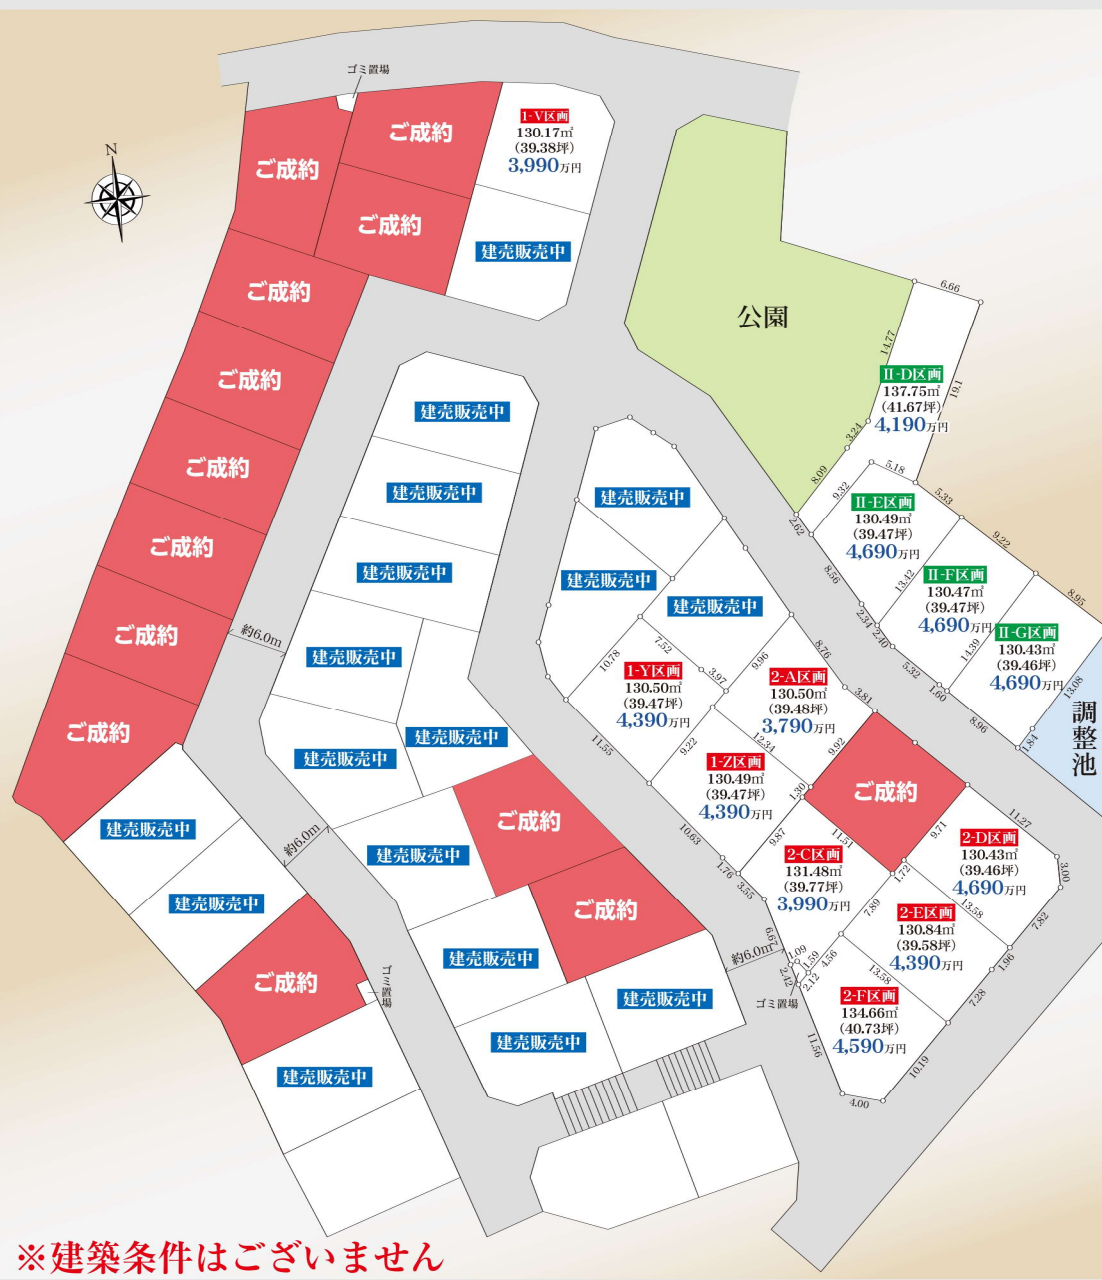 ゴミ置場
N
ご成約
ご成約
ご成約
1-V区画
130.17㎡
(39.38坪)
3,990万円
建売販売中
ご成約
ご成約
ご成約
ご成約
ご成約
ご成約
公園
6.66
14.77
19.1
3.24
8.09
2.62
II-D区画
137.75㎡
(41.67坪)
4,190万円
5.18
9.32
5.33
8.56
II-E区画
130.49㎡
(39.47坪)
4,690万円
9.22
13.42
2.34
2.40
II-F区画
130.47㎡
(39.47坪)
4,690万円
8.95
14.39
5.32
1.60
II-G区画
130.43㎡
(39.46坪)
4,690万円
13.08
8.96
1.84
調整池
建売販売中
建売販売中
建売販売中
建売販売中
建売販売中
建売販売中
約6.0m
建売販売中
建売販売中
建売販売中
10.78
7.52
3.97
9.96
8.76
3.81
1-Y区画
130.50㎡
(39.47坪)
4,390万円
11.55
9.22
2-A区画
130.50㎡
(39.48坪)
3,790万円
12.34
9.92
1-Z区画
130.49㎡
(39.47坪)
4,390万円
1.30
10.63
9.87
1.76
3.55
ご成約
11.51
9.71
1.72
11.27
3.00
2-C区画
131.48㎡
(39.77坪)
3,990万円
7.89
6.67
1.09
1.59
4.56
2.42
2.12
2-D区画
130.43㎡
(39.46坪)
4,690万円
13.58
7.82
2-E区画
130.84㎡
(39.58坪)
4,390万円
1.96
13.58
7.28
2-F区画
134.66㎡
(40.73坪)
4,590万円
11.56
10.19
4.00
ゴミ置場
約6.0m
ご成約
ご成約
建売販売中
建売販売中
建売販売中
建売販売中
約6.0m
建売販売中
建売販売中
ご成約
ゴミ置場
建売販売中
※建築条件はございません